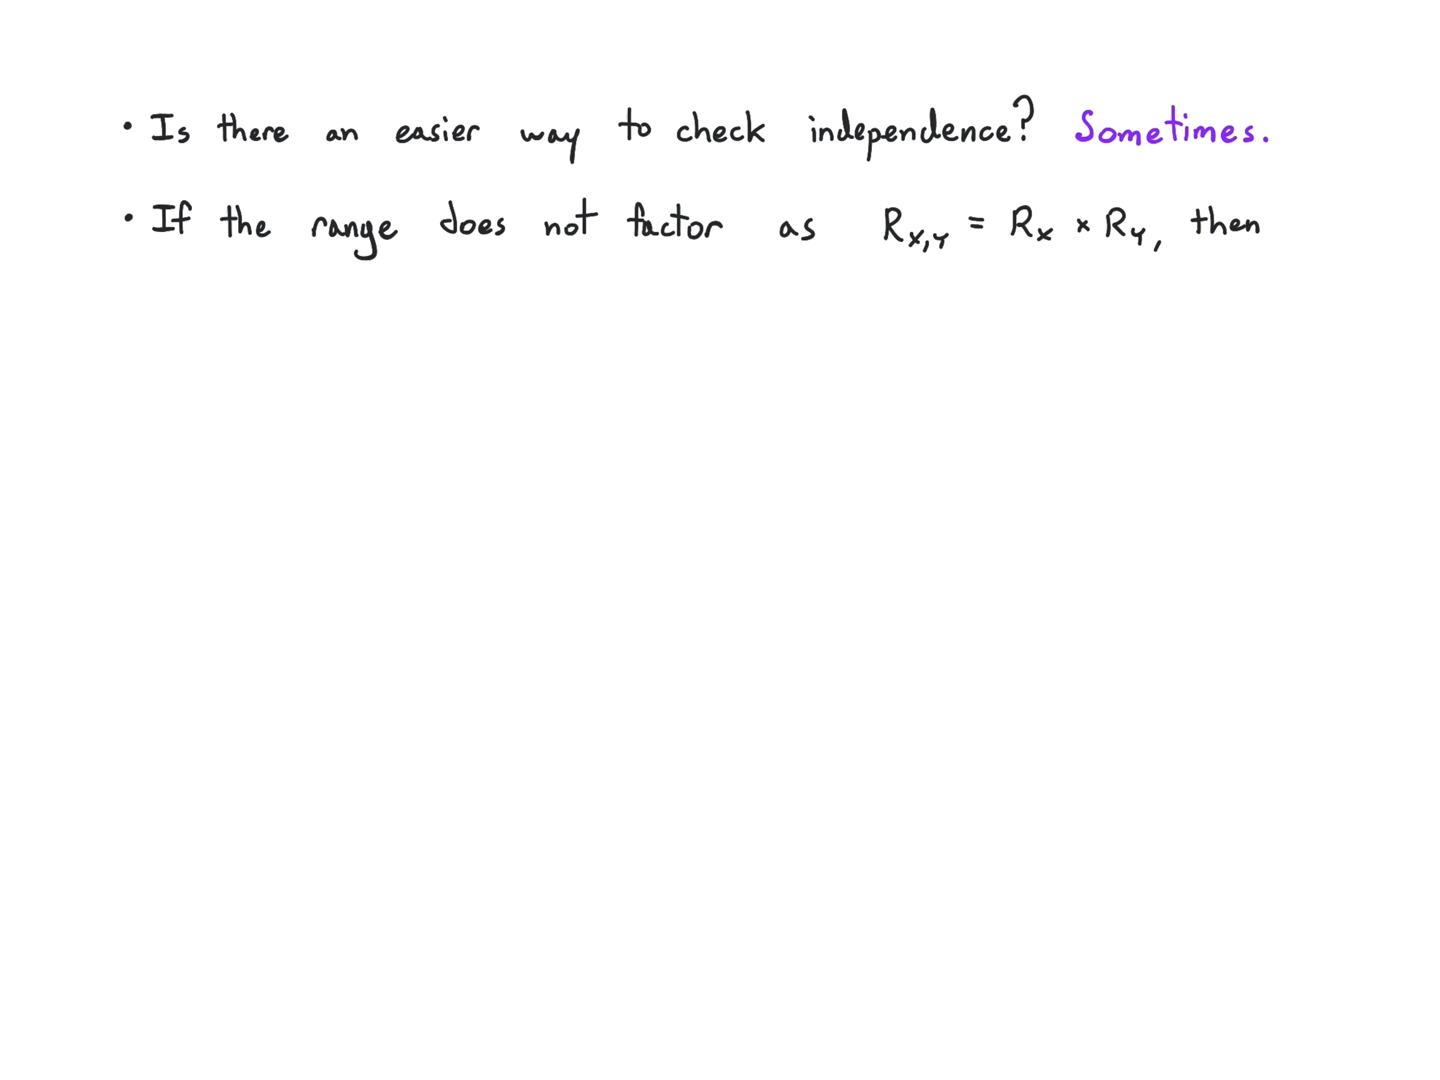 • Is there an easier way to check independence? Sometimes.
• If the range does not factor as R_{X,Y} = R_X × R_Y, then